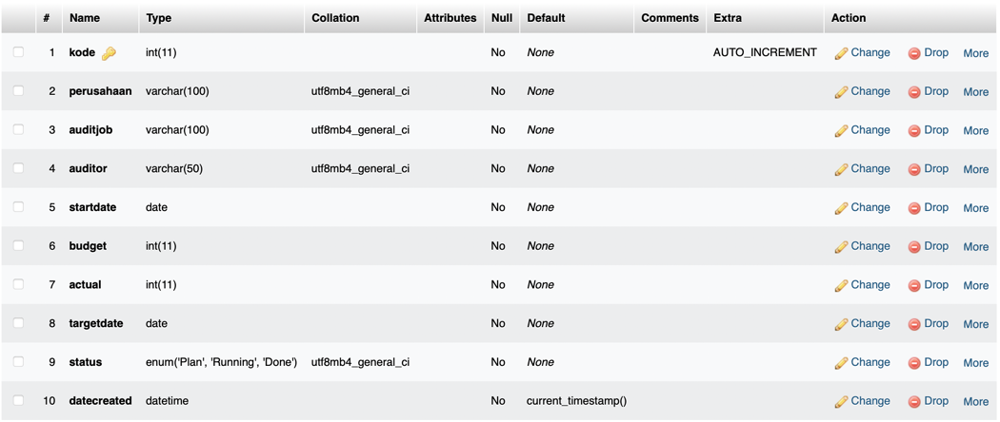 # Name Type Collation Attributes Null Default Comments Extra Action
1 kode int(11) No None AUTO_INCREMENT Change Drop More
2 perusahaan varchar(100) utf8mb4_general_ci No None Change Drop More
3 auditjob varchar(100) utf8mb4_general_ci No None Change Drop More
4 auditor varchar(50) utf8mb4_general_ci No None Change Drop More
5 startdate date No None Change Drop More
6 budget int(11) No None Change Drop More
7 actual int(11) No None Change Drop More
8 targetdate date No None Change Drop More
9 status enum('Plan', 'Running', 'Done') utf8mb4_general_ci No None Change Drop More
10 datecreated datetime No current_timestamp() Change Drop More